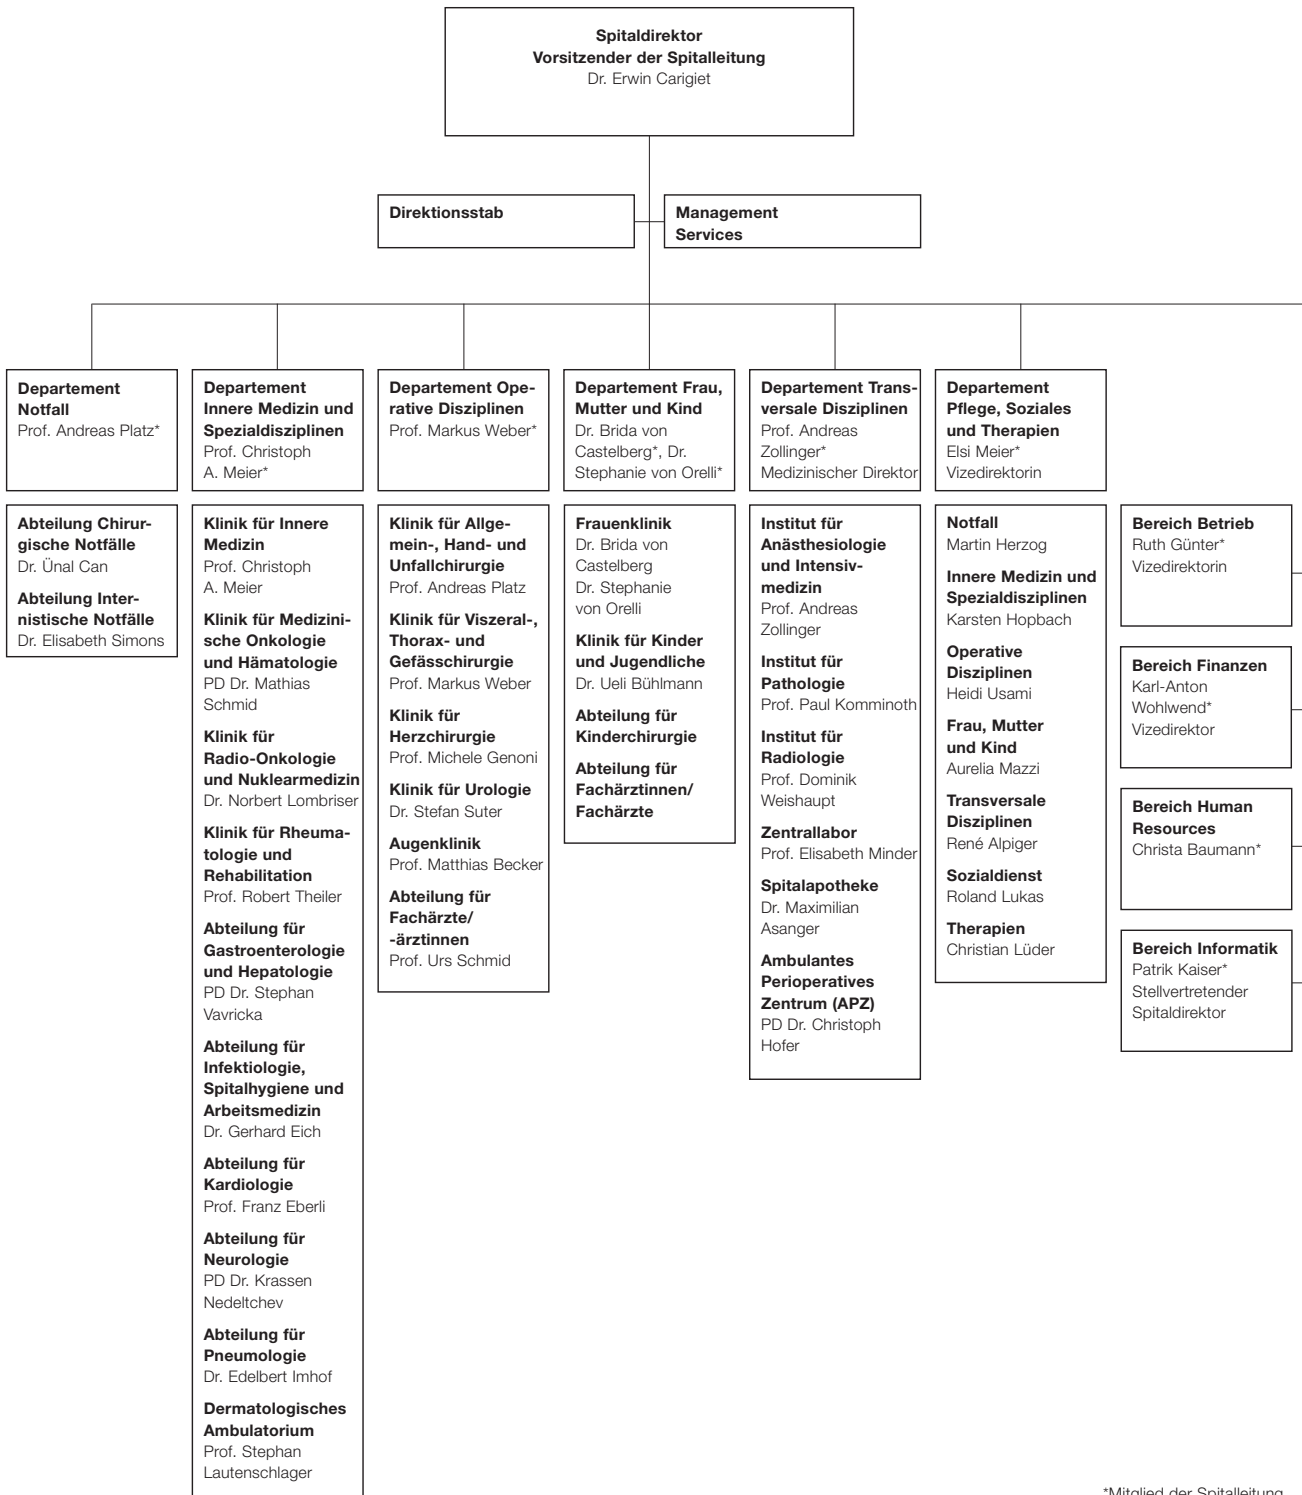 Spitaldirektor
Vorsitzender der Spitalleitung
Dr. Erwin Carigiet
Direktionsstab
Management
Services
Departement
Notfall
Prof. Andreas Platz*
Departement
Innere Medizin und
Spezialdisziplinen
Prof. Christoph
A. Meier*
Departement Ope-
rative Disziplinen
Prof. Markus Weber*
Departement Frau,
Mutter und Kind
Dr. Brida von
Castelberg*, Dr.
Stephanie von Orelli*
Departement Trans-
versale Disziplinen
Prof. Andreas
Zollinger*
Medizinischer Direktor
Departement
Pflege, Soziales
und Therapien
Elsi Meier*
Vizedirektorin
Abteilung Chirur-
gische Notfälle
Dr. Ünal Can
Abteilung Inter-
nistische Notfälle
Dr. Elisabeth Simons
Klinik für Innere
Medizin
Prof. Christoph
A. Meier
Klinik für Medizini-
sche Onkologie
und Hämatologie
PD Dr. Mathias
Schmid
Klinik für
Radio-Onkologie
und Nuklearmedizin
Dr. Norbert Lombriser
Klinik für Rheuma-
tologie und
Rehabilitation
Prof. Robert Theiler
Abteilung für
Gastroenterologie
und Hepatologie
PD Dr. Stephan
Vavricka
Abteilung für
Infektiologie,
Spitalhygiene und
Arbeitsmedizin
Dr. Gerhard Eich
Abteilung für
Kardiologie
Prof. Franz Eberli
Abteilung für
Neurologie
PD Dr. Krassen
Nedeltchev
Abteilung für
Pneumologie
Dr. Edelbert Imhof
Dermatologisches
Ambulatorium
Prof. Stephan
Lautenschlager
Klinik für Allge-
mein-, Hand- und
Unfallchirurgie
Prof. Andreas Platz
Klinik für Viszeral-,
Thorax- und
Gefässchirurgie
Prof. Markus Weber
Klinik für
Herzchirurgie
Prof. Michele Genoni
Klinik für Urologie
Dr. Stefan Suter
Augenklinik
Prof. Matthias Becker
Abteilung für
Fachärzte/
-ärztinnen
Prof. Urs Schmid
Frauenklinik
Dr. Brida von
Castelberg
Dr. Stephanie
von Orelli
Klinik für Kinder
und Jugendliche
Dr. Ueli Bühlmann
Abteilung für
Kinderchirurgie
Abteilung für
Fachärztinnen/
Fachärzte
Institut für
Anästhesiologie
und Intensiv-
medizin
Prof. Andreas
Zollinger
Institut für
Pathologie
Prof. Paul Komminoth
Institut für
Radiologie
Prof. Dominik
Weishaupt
Zentrallabor
Prof. Elisabeth Minder
Spitalapotheke
Dr. Maximilian
Asanger
Ambulantes
Perioperatives
Zentrum (APZ)
PD Dr. Christoph
Hofer
Notfall
Martin Herzog
Innere Medizin und
Spezialdisziplinen
Karsten Hopbach
Operative
Disziplinen
Heidi Usami
Frau, Mutter
und Kind
Aurelia Mazzi
Transversale
Disziplinen
René Alpiger
Sozialdienst
Roland Lukas
Therapien
Christian Lüder
Bereich Betrieb
Ruth Günter*
Vizedirektorin
Bereich Finanzen
Karl-Anton
Wohlwend*
Vizedirektor
Bereich Human
Resources
Christa Baumann*
Bereich Informatik
Patrik Kaiser*
Stellvertretender
Spitaldirektor
*Mitglied der Spitalleitung